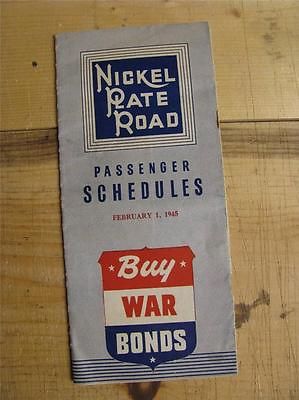 NICKEL
PLATE
ROAD
PASSENGER
SCHEDULES
FEBRUARY 1, 1945
Buy
WAR
BONDS